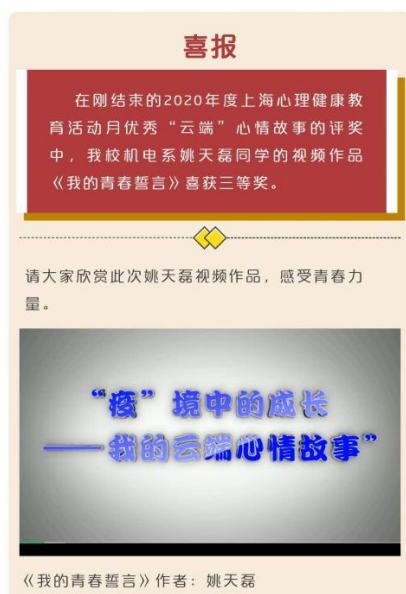 喜报
在刚结束的2020年度上海心理健康教
育活动月优秀“云端”心情故事的评奖
中，我校机电系姚天磊同学的视频作品
《我的青春誓言》喜获三等奖。
请大家欣赏此次姚天磊视频作品，感受青春力
量。
“疫”境中的成长
——我的云端心情故事”
《我的青春誓言》作者：姚天磊